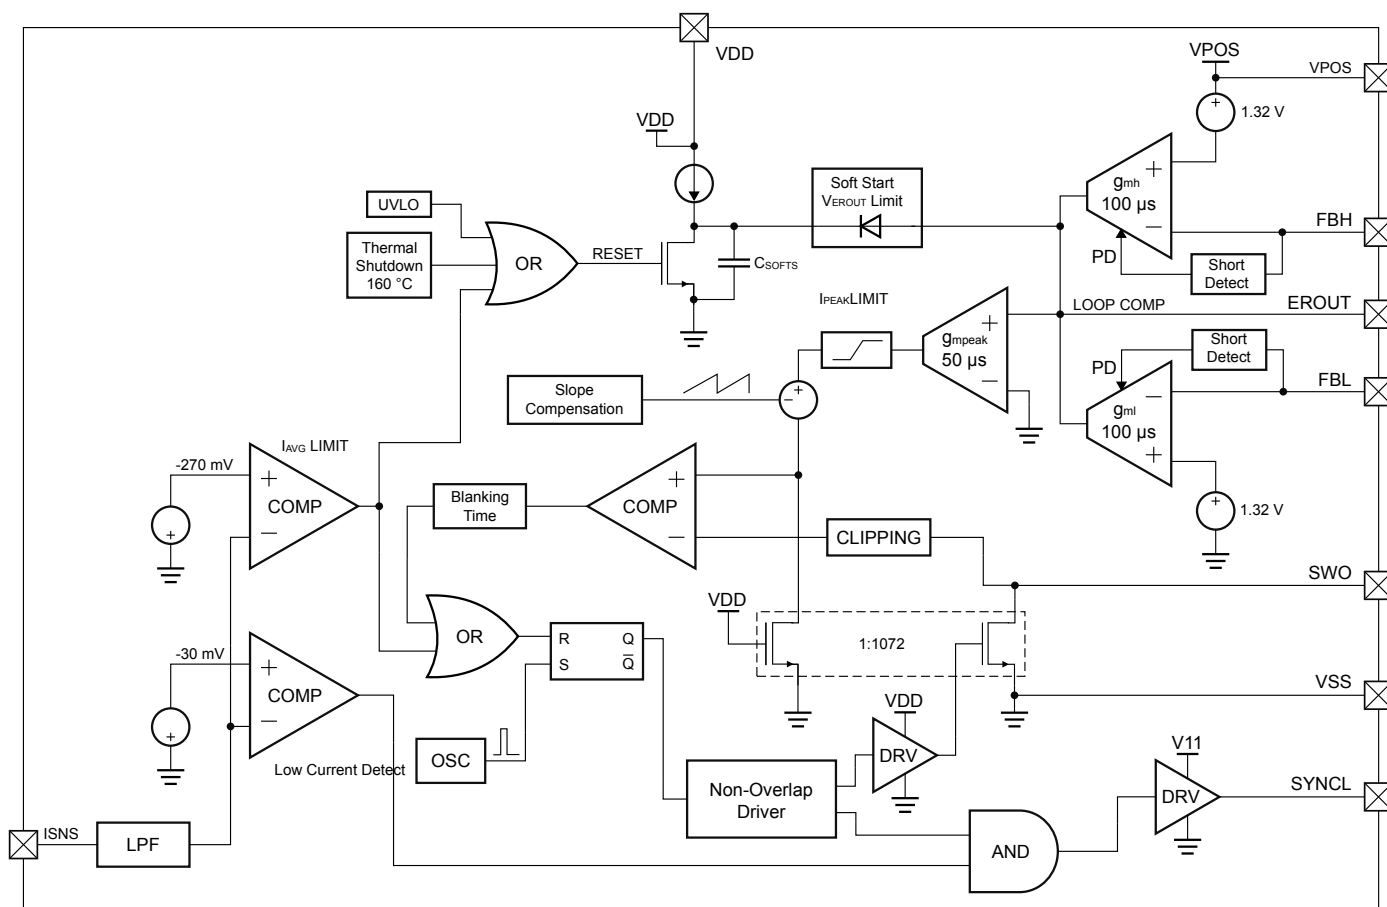 VDD
VPOS
VPOS
+
1.32 V
VDD
+
gmh
100 µs
−
PD
Short
Detect
FBH
Soft Start
VEROUT Limit
UVLO
Thermal
Shutdown
160 °C
OR
RESET
CSOFTS
IPEAKLIMIT
LOOP COMP
EROUT
+
gmpeak
50 µs
−
Short
Detect
PD
FBL
−
gml
100 µs
+
Slope
Compensation
+
−
IAVG LIMIT
-270 mV
+
COMP
−
+
Blanking
Time
+
COMP
−
CLIPPING
+
1.32 V
SWO
VDD
1:1072
OR
R Q
S Q
-30 mV
+
COMP
−
+
VSS
VDD
DRV
Low Current Detect
OSC
Non-Overlap
Driver
V11
DRV
SYNCL
ISNS
LPF
AND